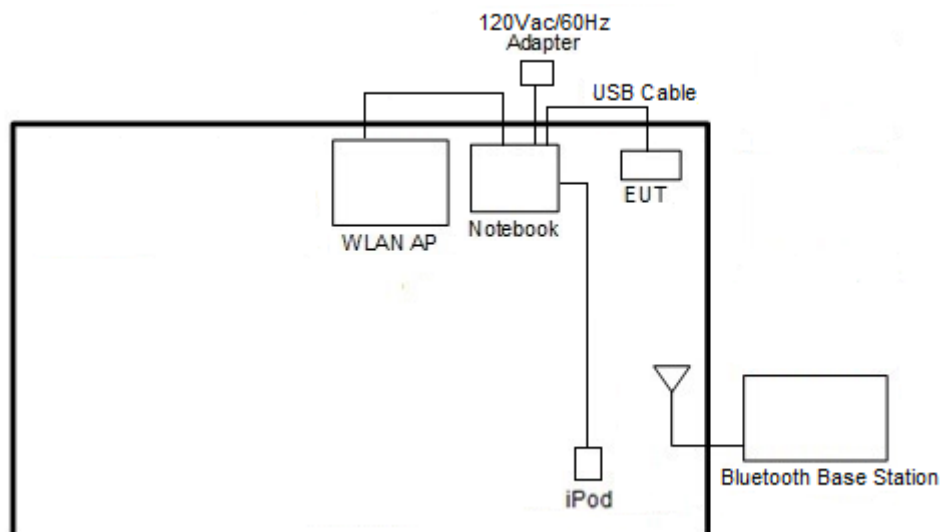 120Vac/60Hz
Adapter
USB Cable
EUT
WLAN AP
Notebook
iPod
Bluetooth Base Station